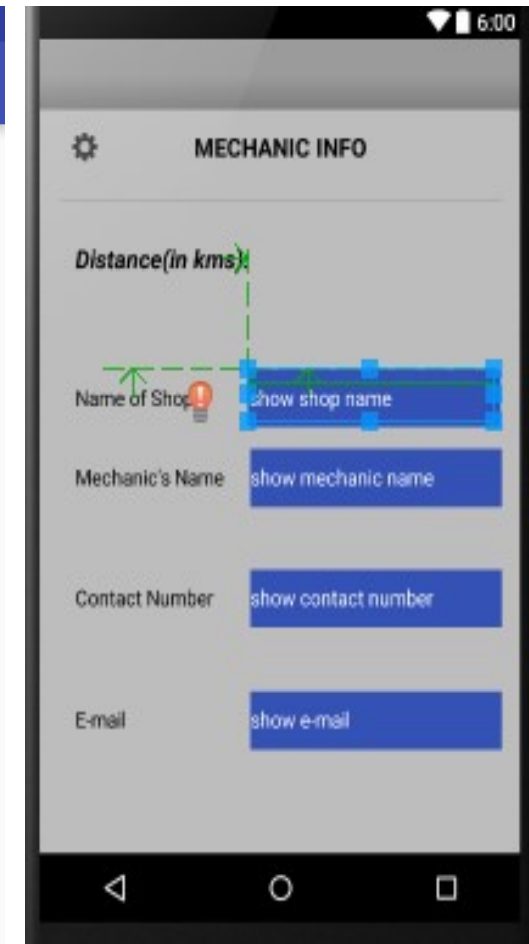 6:00
MECHANIC INFO
Distance(in kms):
Name of Shop show shop name
Mechanic's Name show mechanic name
Contact Number show contact number
E-mail show e-mail